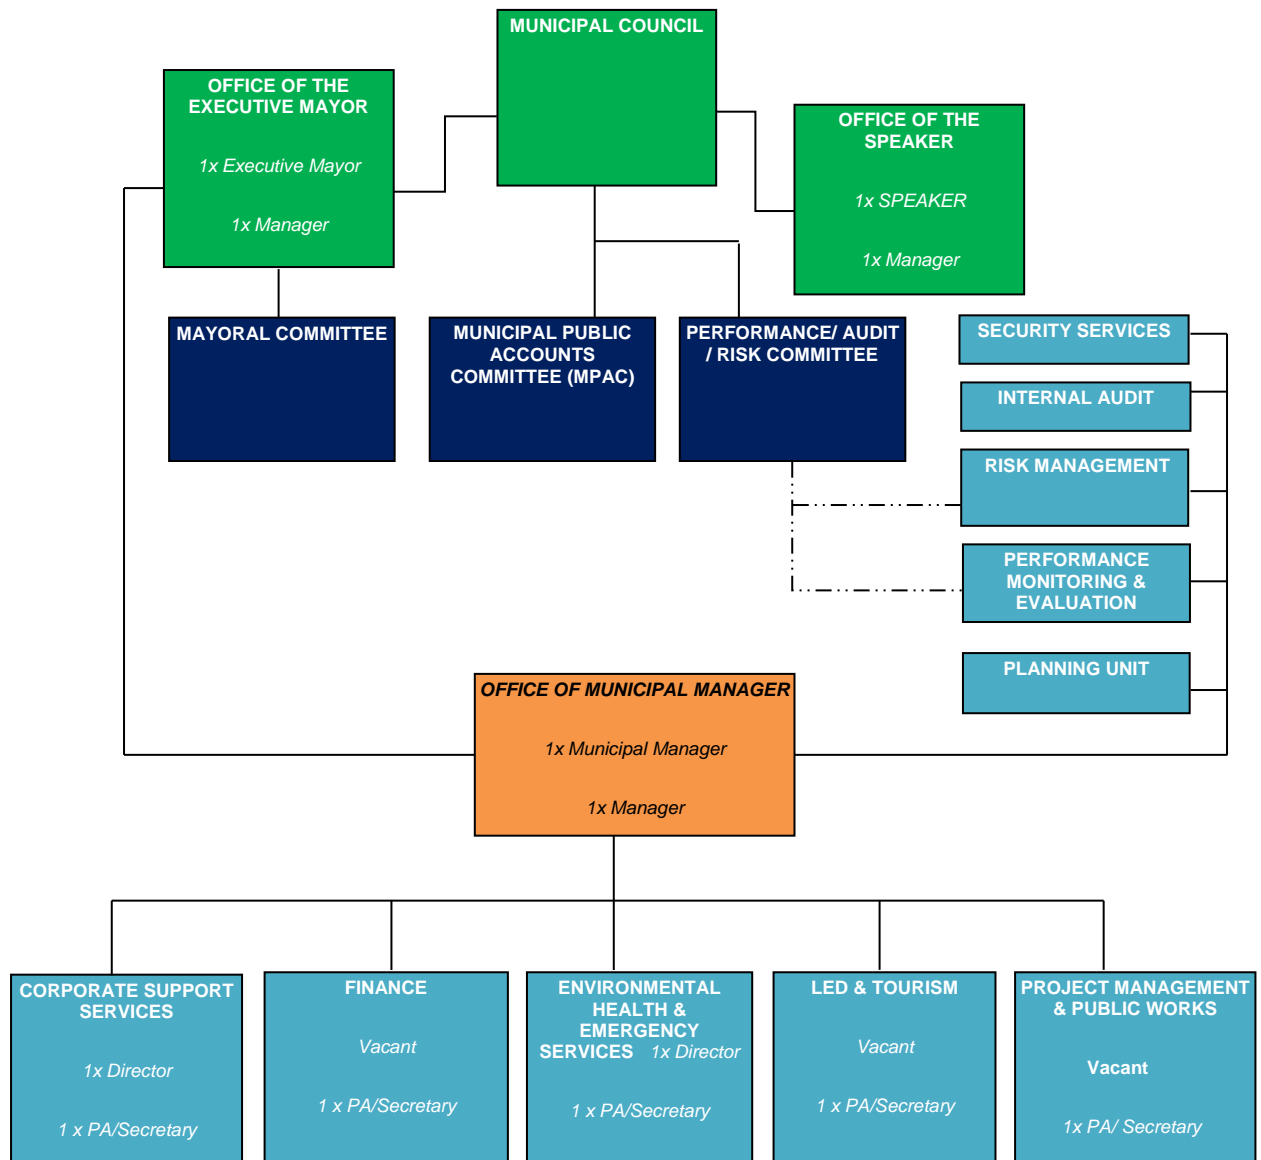 MUNICIPAL COUNCIL
OFFICE OF THE
EXECUTIVE MAYOR
1x Executive Mayor
1x Manager
OFFICE OF THE
SPEAKER
1x SPEAKER
1x Manager
MAYORAL COMMITTEE
MUNICIPAL PUBLIC
ACCOUNTS
COMMITTEE (MPAC)
PERFORMANCE/ AUDIT
/ RISK COMMITTEE
SECURITY SERVICES
INTERNAL AUDIT
RISK MANAGEMENT
PERFORMANCE
MONITORING &
EVALUATION
PLANNING UNIT
OFFICE OF MUNICIPAL MANAGER
1x Municipal Manager
1x Manager
CORPORATE SUPPORT
SERVICES
1x Director
1 x PA/Secretary
FINANCE
Vacant
1 x PA/Secretary
ENVIRONMENTAL
HEALTH &
EMERGENCY
SERVICES 1x Director
1 x PA/Secretary
LED & TOURISM
Vacant
1 x PA/Secretary
PROJECT MANAGEMENT
& PUBLIC WORKS
Vacant
1x PA/ Secretary